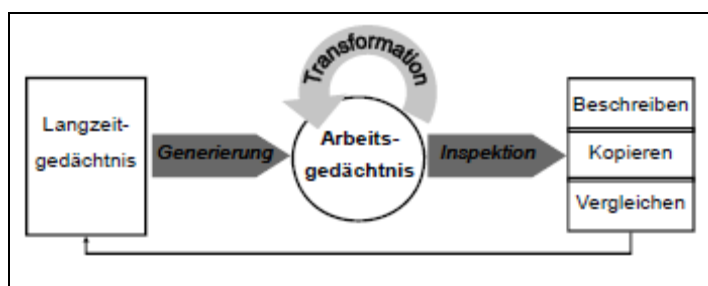 Transformation
Langzeit-
gedächtnis
Generierung
Arbeits-
gedächtnis
Inspektion
Beschreiben
Kopieren
Vergleichen